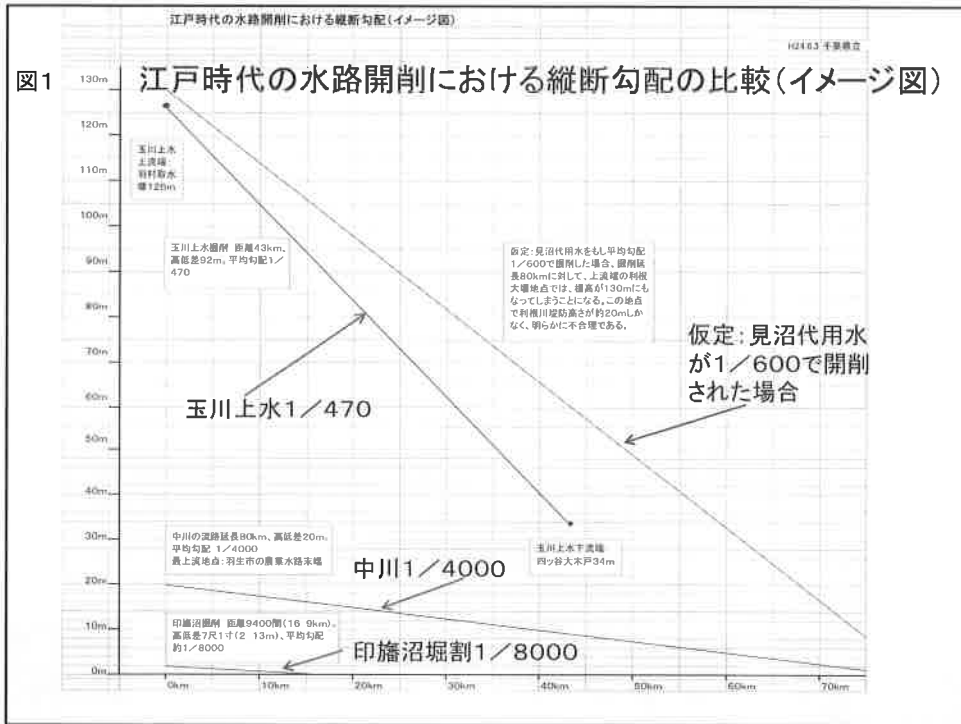 江戸時代の水路開削における縦断勾配(イメージ図)
図1
江戸時代の水路開削における縦断勾配の比較(イメージ図)
130m
120m
110m
100m
90m
80m
70m
60m
50m
40m
30m
20m
10m
0m
玉川上水
上流端:
羽村取水
堰126m
玉川上水開削 距離43km、
高低差92m。平均勾配1/
470
仮定:見沼代用水をもし平均勾配
1/600で開削した場合、開削延
長80kmに対して、上流端の利根
大堰地点では、標高が130mにも
なってしまうことになる。この地点
で利根川堤防高さが約20mしか
なく、明らかに不合理である。
仮定:見沼代用水
が1/600で開削
された場合
玉川上水1/470
玉川上水下流端
四ッ谷大木戸34m
中川の流路延長80km、高低差20m。
平均勾配 1/4000
最上流地点:羽生市の農業水路末端
中川1/4000
印旛沼開削 距離9400間(16 9km)。
高低差7尺1寸(2 13m)、平均勾配
約1/8000
印旛沼堀割1/8000
0km
10km
20km
30km
40km
50km
60km
70km